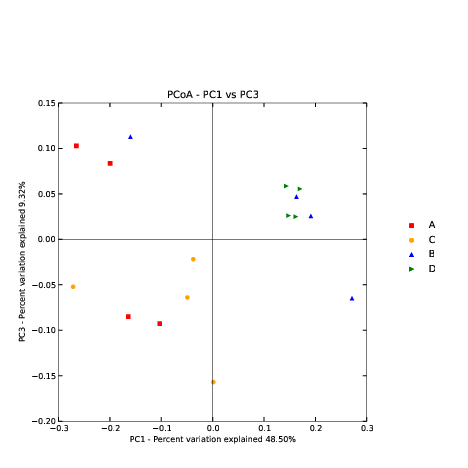 PCoA - PC1 vs PC3
0.15
0.10
0.05
0.00
−0.05
−0.10
−0.15
−0.20
−0.3
−0.2
−0.1
0.0
0.1
0.2
0.3
PC3 - Percent variation explained 9.32%
PC1 - Percent variation explained 48.50%
A
C
B
D